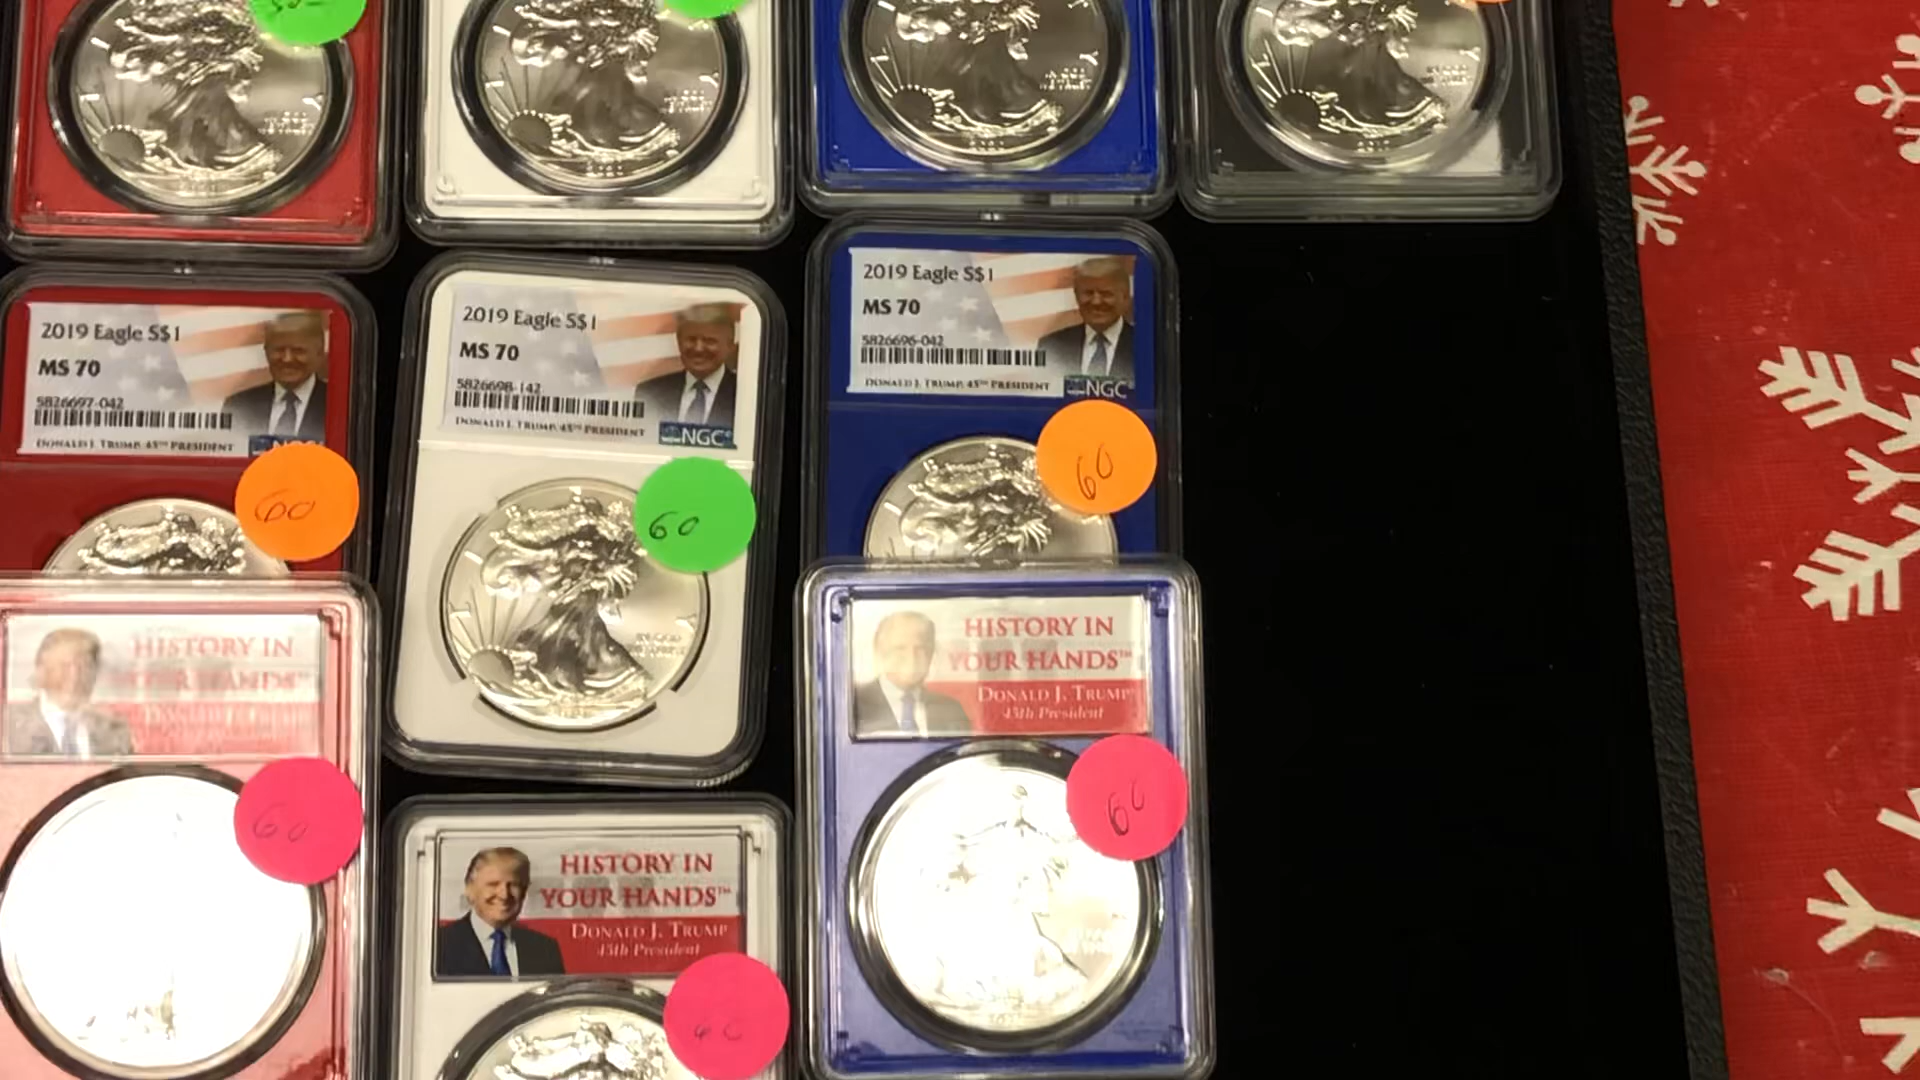 2019 Eagle S$1
MS 70
5826697-042
DONALD J. TRUMP, 45TH PRESIDENT
60
2019 Eagle S$1
MS 70
5826698-142
DONALD J. TRUMP, 45TH PRESIDENT
NGC
60
2019 Eagle S$1
MS 70
5826696-042
DONALD J. TRUMP, 45TH PRESIDENT
NGC
60
HISTORY IN
YOUR HANDS™
60
HISTORY IN
YOUR HANDS™
DONALD J. TRUMP
45th President
HISTORY IN
YOUR HANDS™
DONALD J. TRUMP
45th President
60